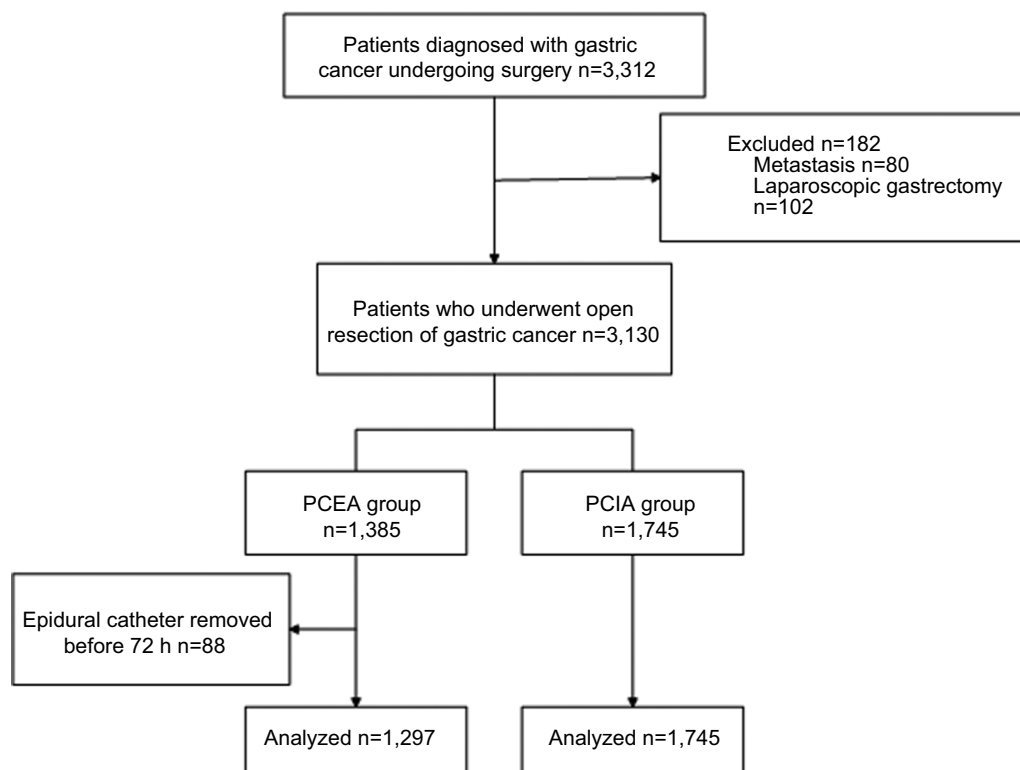 Patients diagnosed with gastric
cancer undergoing surgery n=3,312
Excluded n=182
Metastasis n=80
Laparoscopic gastrectomy
n=102
Patients who underwent open
resection of gastric cancer n=3,130
PCEA group
n=1,385
PCIA group
n=1,745
Epidural catheter removed
before 72 h n=88
Analyzed n=1,297
Analyzed n=1,745